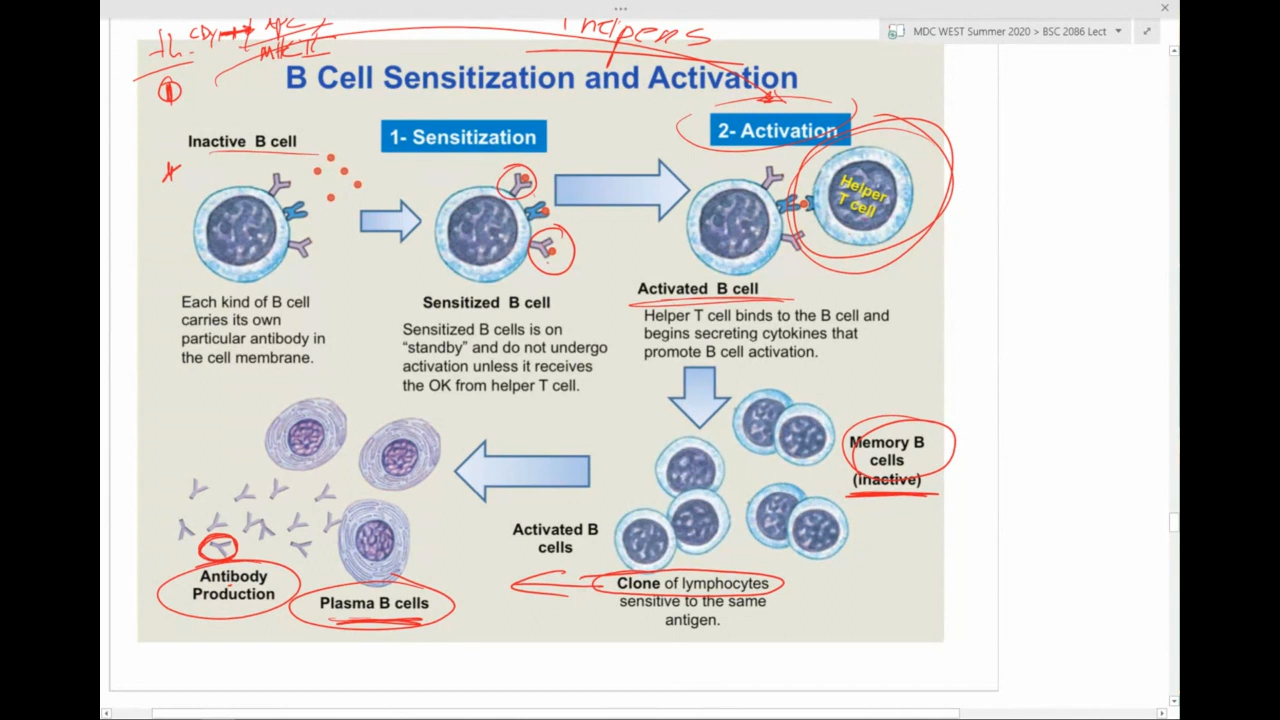 MDC WEST Summer 2020 > BSC 2086 Lect
T helpers
B Cell Sensitization and Activation
Inactive B cell
1- Sensitization
2- Activation
Helper
T cell
Each kind of B cell
carries its own
particular antibody in
the cell membrane.
Sensitized B cell
Sensitized B cells is on
“standby” and do not undergo
activation unless it receives
the OK from helper T cell.
Activated B cell
Helper T cell binds to the B cell and
begins secreting cytokines that
promote B cell activation.
Memory B
cells
(inactive)
Activated B
cells
Clone of lymphocytes
sensitive to the same
antigen.
Plasma B cells
Antibody
Production